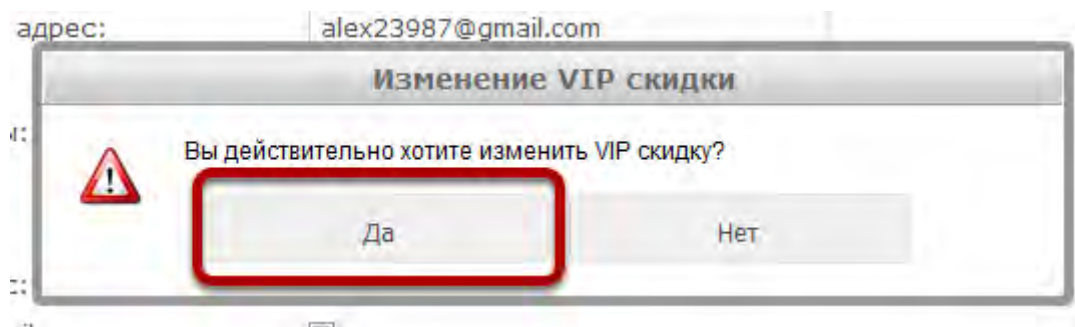 адрес: alex23987@gmail.com
Изменение VIP скидки
Вы действительно хотите изменить VIP скидку?
Да Нет